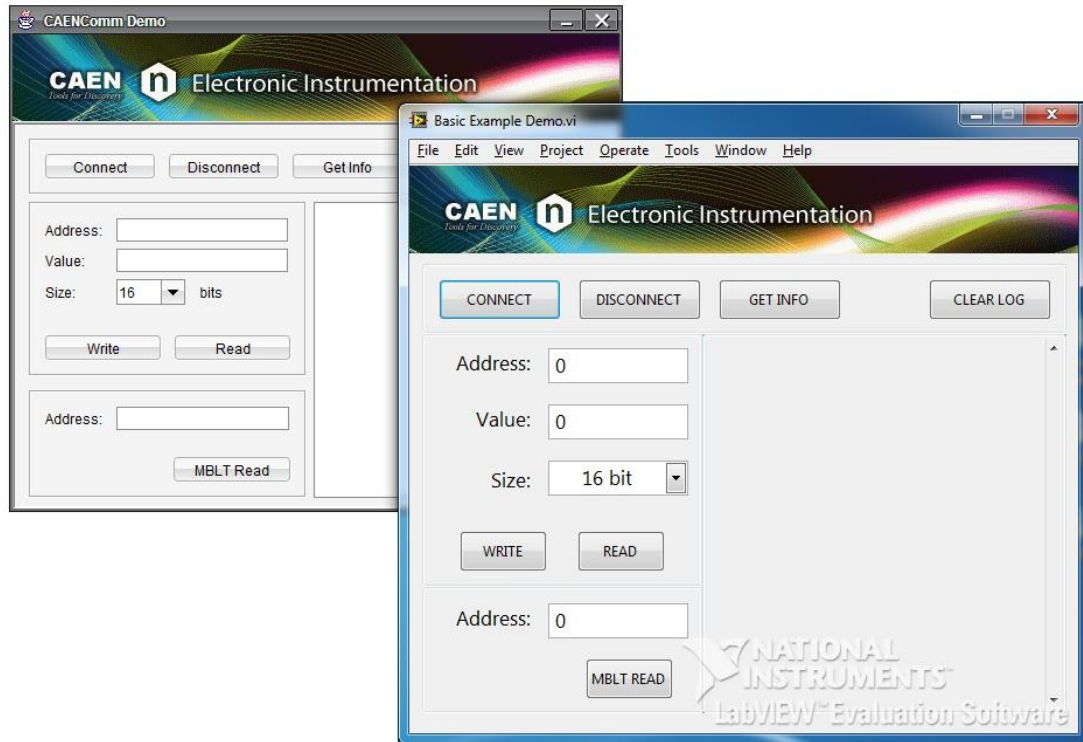 CAENComm Demo
CAEN n Electronic Instrumentation
Tools for Discovery
Connect Disconnect Get Info
Address:
Value:
Size: 16 bits
Write Read
Address:
MBLT Read
Basic Example Demo.vi
File Edit View Project Operate Tools Window Help
CAEN n Electronic Instrumentation
Tools for Discovery
CONNECT DISCONNECT GET INFO CLEAR LOG
Address: 0
Value: 0
Size: 16 bit
WRITE READ
Address: 0
MBLT READ
NATIONAL
INSTRUMENTS™
LabVIEW™ Evaluation Software